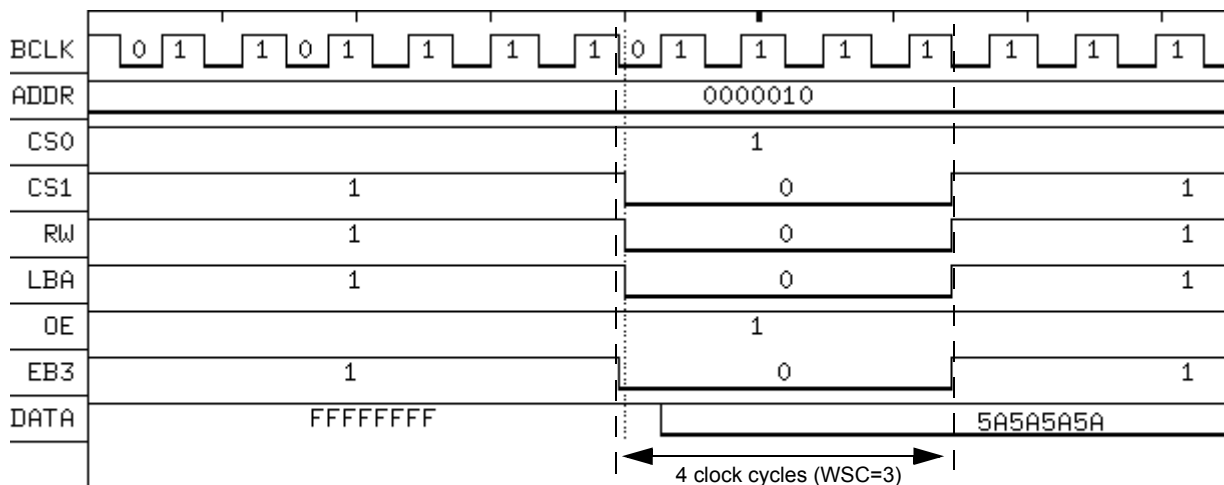 BCLK 0 1 1 0 1 1 1 1 0 1 1 1 1 1 1 1
ADDR 0000010
CS0 1
CS1 1 0 1
RW 1 0 1
LBA 1 0 1
OE 1
EB3 1 0 1
DATA FFFFFFFF 5A5A5A5A
4 clock cycles (WSC=3)